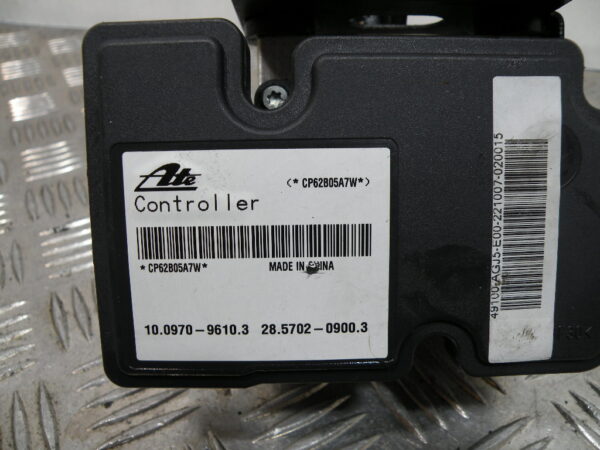 Ate
(* CP62B05A7W*)
Controller
* CP62B05A7W*
MADE IN CHINA
10.0970-9610.3 28.5702-0900.3
49100-AGJ5-E00-221007-020015